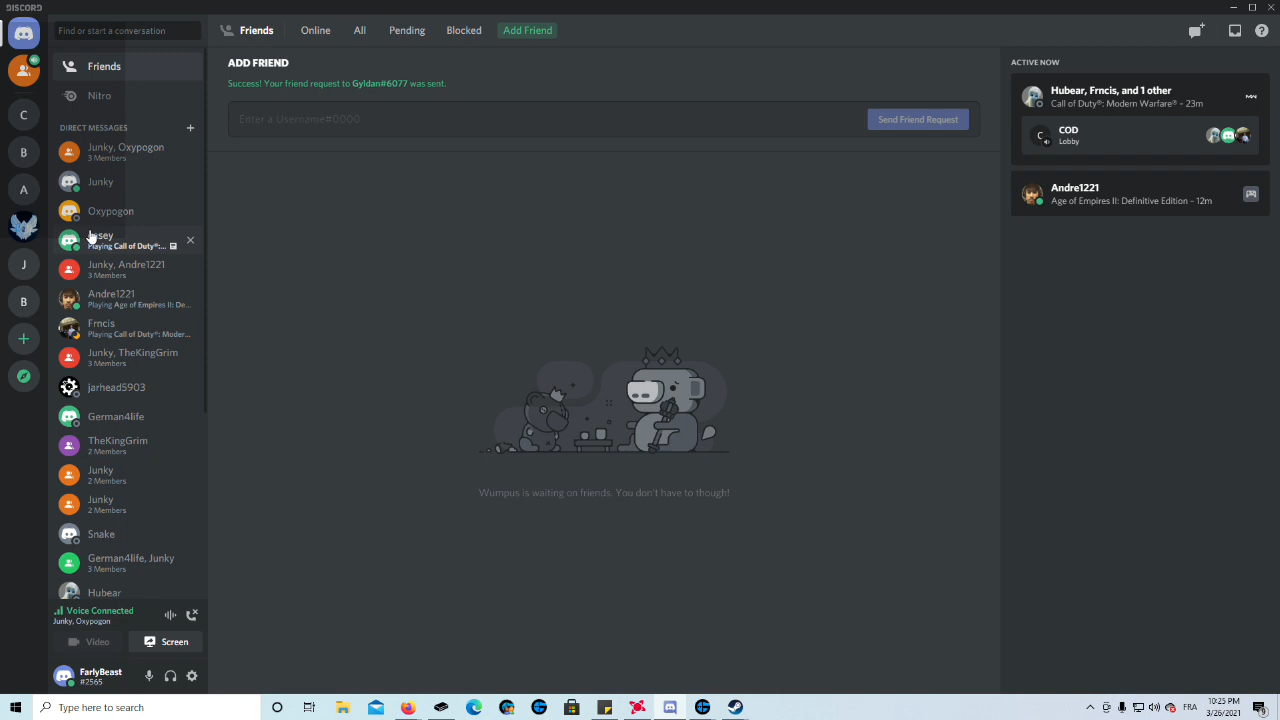 DISCORD
Find or start a conversation
Friends
Online
All
Pending
Blocked
Add Friend
C
B
A
J
B
Friends
Nitro
DIRECT MESSAGES
Junky, Oxypogon
3 Members
Junky
Oxypogon
Playing Call of Duty®:...
Junky, Andre1221
3 Members
Andre1221
Playing Age of Empires II: De...
Frncis
Playing Call of Duty®: Moder...
Junky, TheKingGrim
3 Members
jarhead5903
German4life
TheKingGrim
2 Members
Junky
2 Members
Junky
2 Members
Snake
German4life, Junky
3 Members
Hubear
Voice Connected
Junky, Oxypogon
Video
Screen
FarlyBeast
#2565
ADD FRIEND
Success! Your friend request to Gyldan#6077 was sent.
Enter a Username#0000
Send Friend Request
Wumpus is waiting on friends. You don't have to though!
ACTIVE NOW
Hubear, Frncis, and 1 other
Call of Duty®: Modern Warfare® – 23m
C
COD
Lobby
Andre1221
Age of Empires II: Definitive Edition – 12m
Type here to search
FRA
10:25 PM
3/26/2021